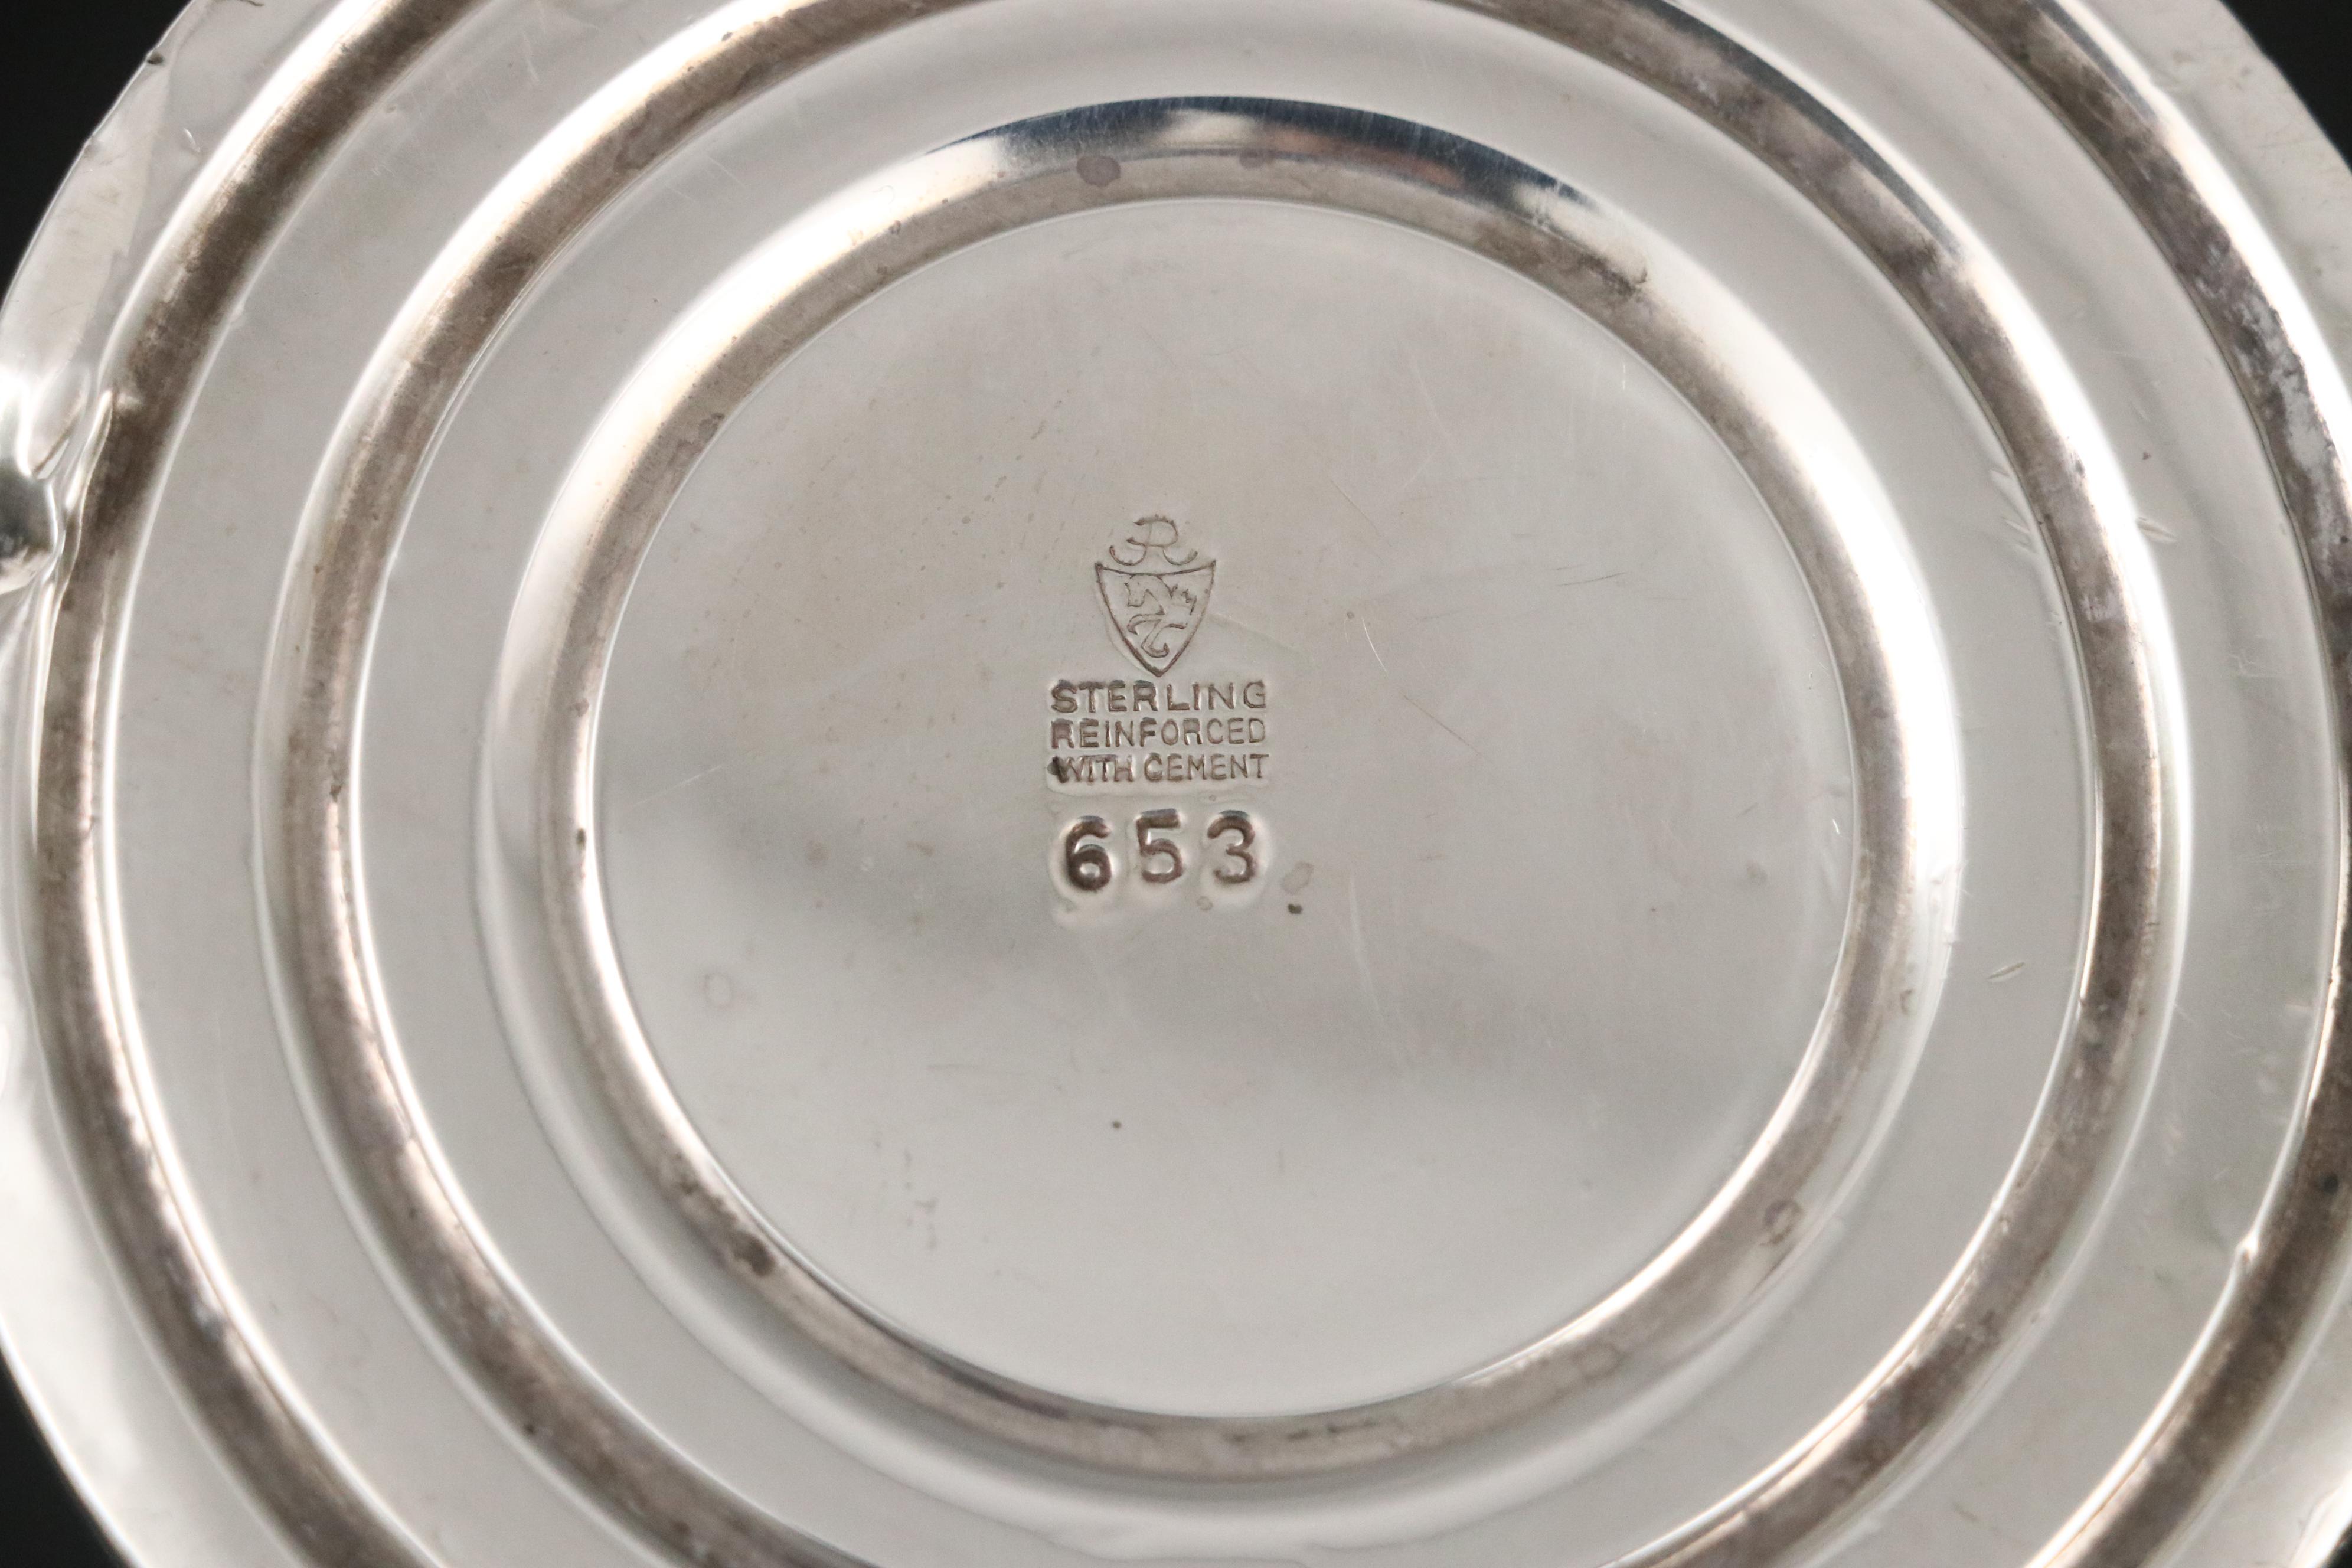 R
STERLING
REINFORCED
WITH CEMENT
653